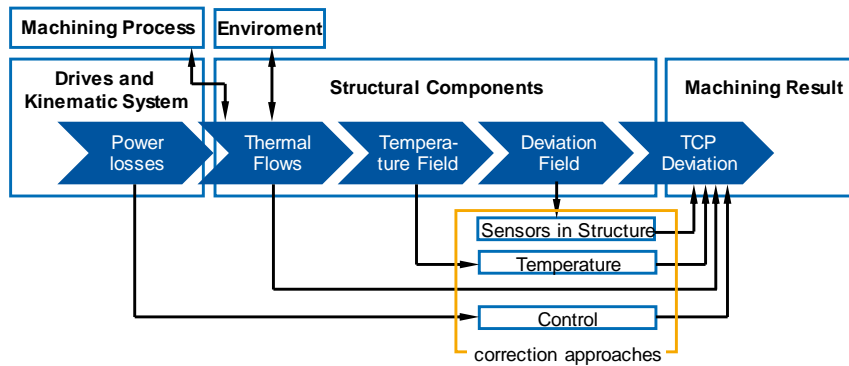 Machining Process
Enviroment
Drives and
Kinematic System
Structural Components
Machining Result
Power
losses
Thermal
Flows
Tempera-
ture Field
Deviation
Field
TCP
Deviation
Sensors in Structure
Temperature
Control
correction approaches